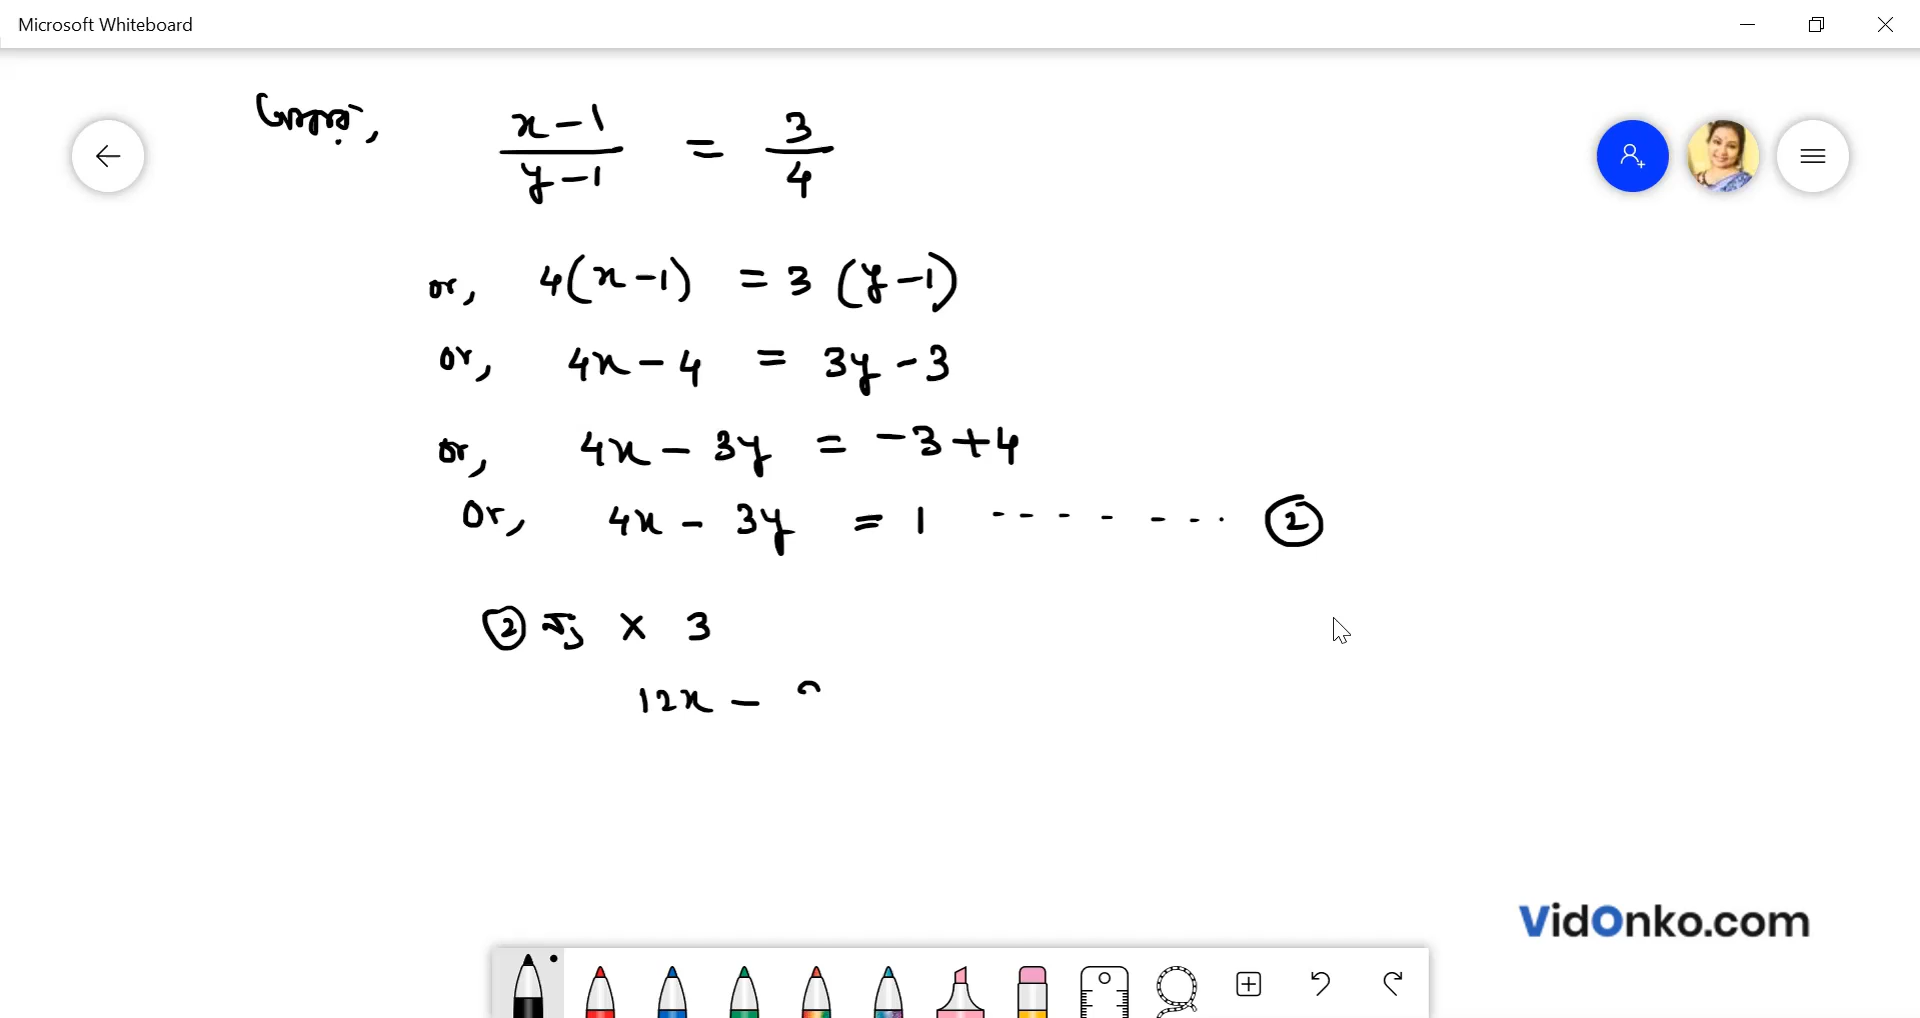 Microsoft Whiteboard
x-1 / y-1 = 3/4
or, 4(x-1) = 3(y-1)
or, 4x-4 = 3y-3
or, 4x-3y = -3+4
Or, 4x-3y = 1 ------- ②
② নং × 3
12x -
VidOnko.com